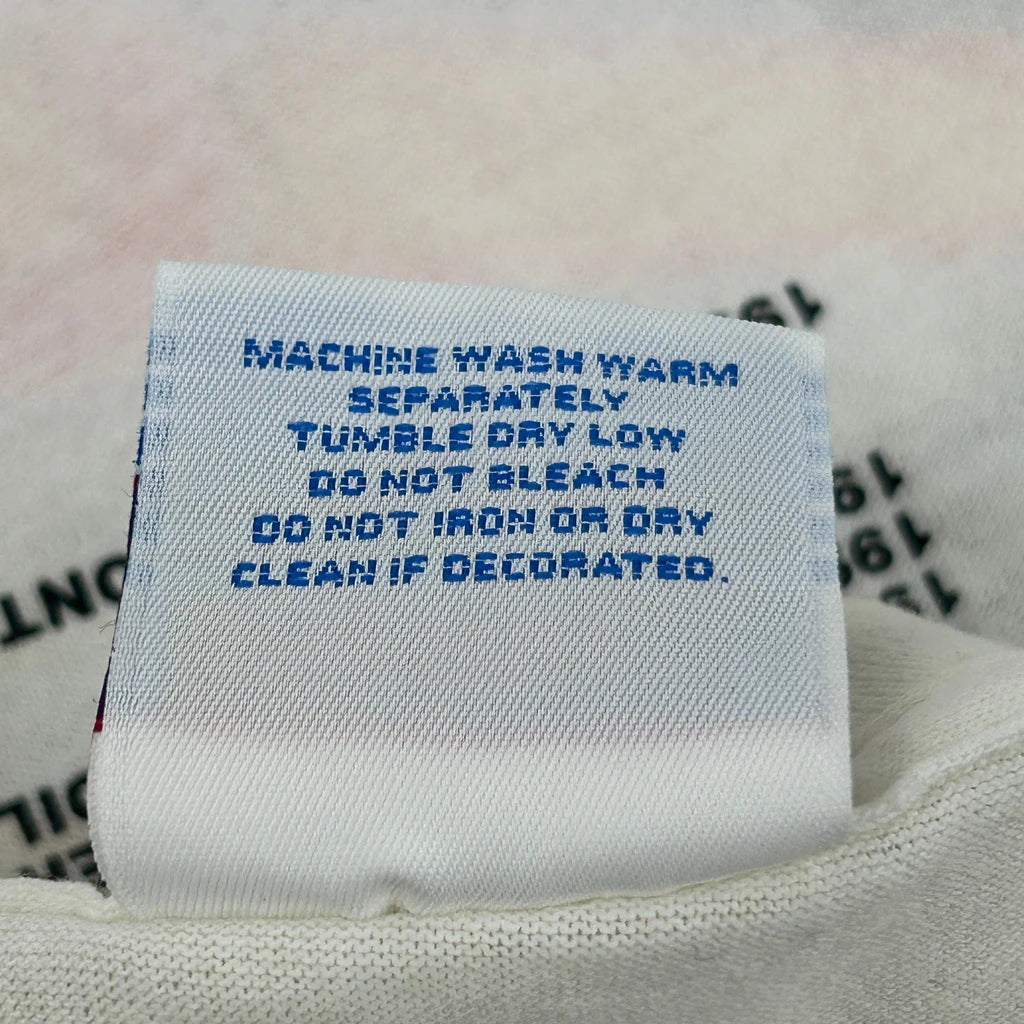 MACHINE WASH WARM
SEPARATELY
TUMBLE DRY LOW
DO NOT BLEACH
DO NOT IRON OR DRY
CLEAN IF DECORATED.